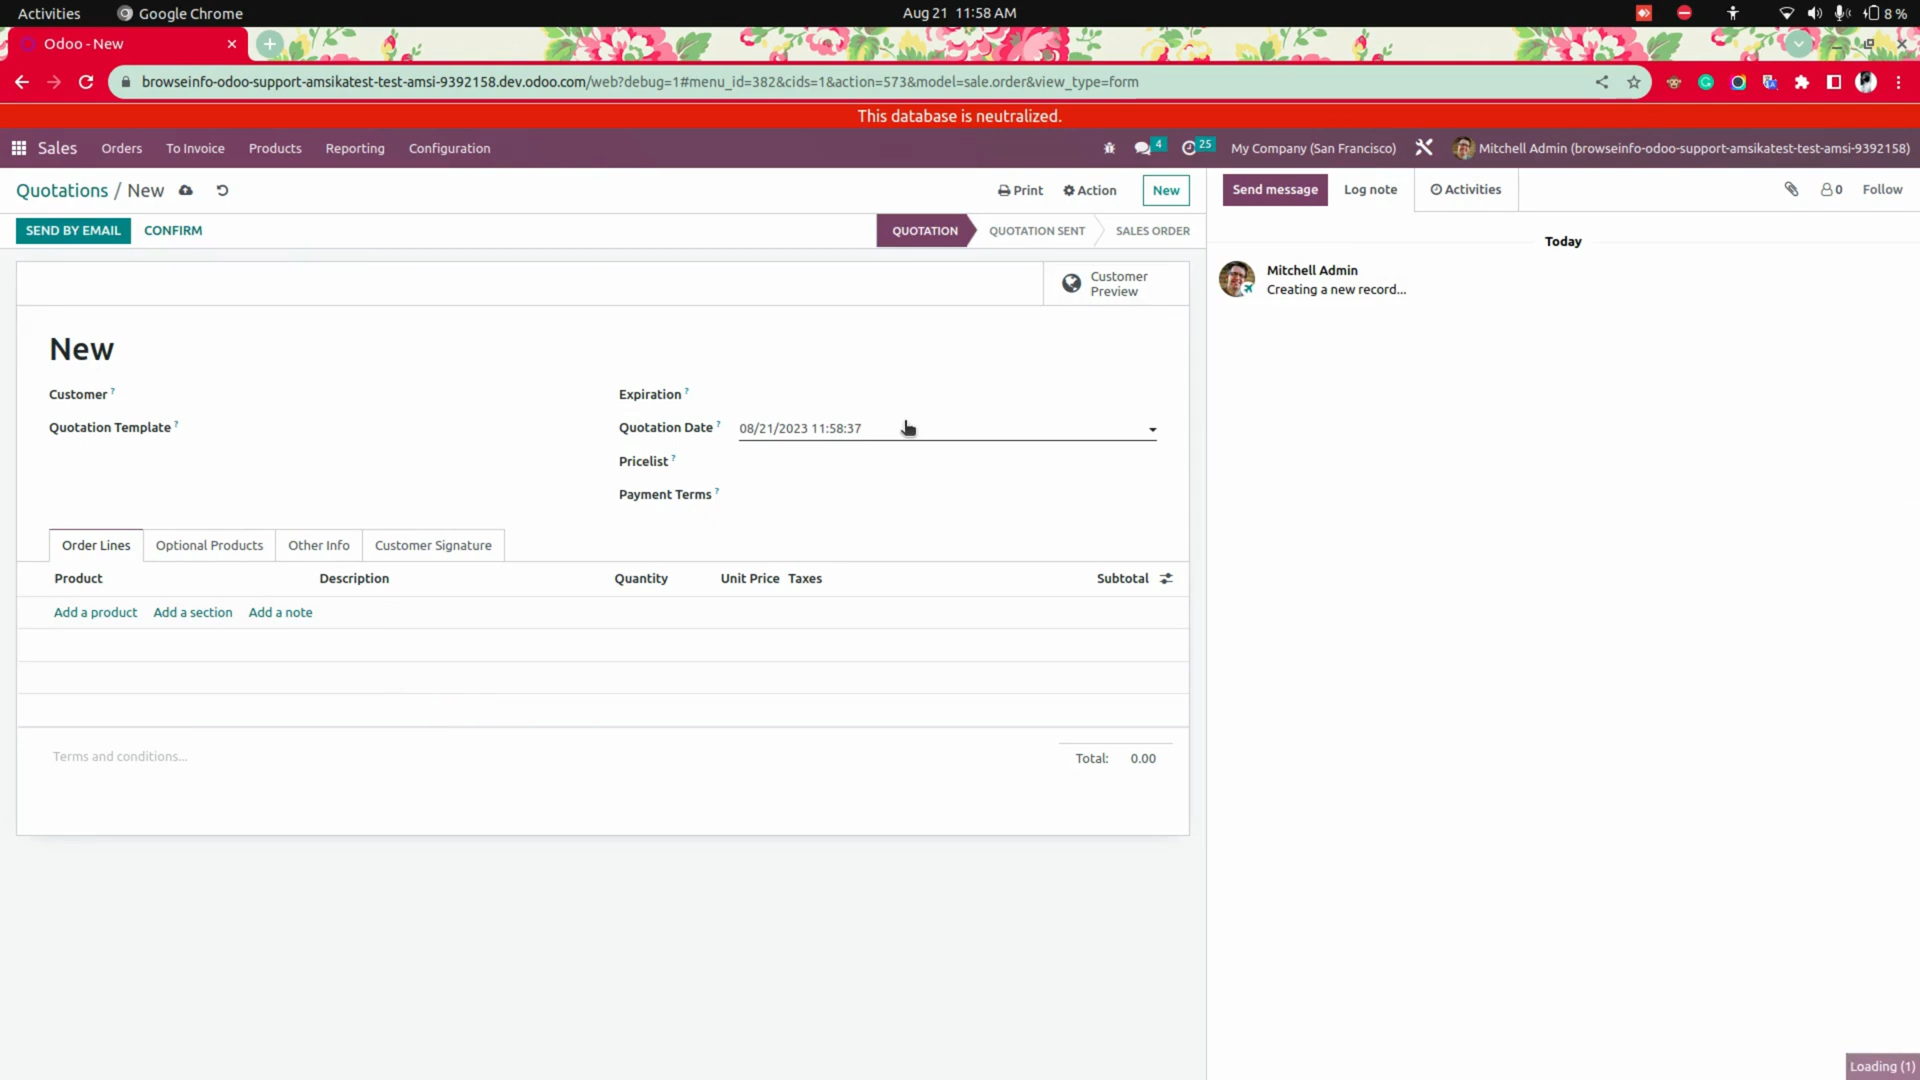 Activities
Google Chrome
Aug 21 11:58 AM
8 %
Odoo - New
browseinfo-odoo-support-amsikatest-test-amsi-9392158.dev.odoo.com/web?debug=1#menu_id=382&cids=1&action=573&model=sale.order&view_type=form
This database is neutralized.
Sales Orders To Invoice Products Reporting Configuration
4 25 My Company (San Francisco) Mitchell Admin (browseinfo-odoo-support-amsikatest-test-amsi-9392158)
Quotations / New
Print Action New
Send message Log note Activities 0 Follow
SEND BY EMAIL CONFIRM
QUOTATION QUOTATION SENT SALES ORDER
Today
Mitchell Admin
Creating a new record...
Customer
Preview
New
Customer ?
Quotation Template ?
Expiration ?
Quotation Date ? 08/21/2023 11:58:37
Pricelist ?
Payment Terms ?
Order Lines Optional Products Other Info Customer Signature
Product Description Quantity Unit Price Taxes Subtotal
Add a product Add a section Add a note
Terms and conditions...
Total: 0.00
Loading (1)